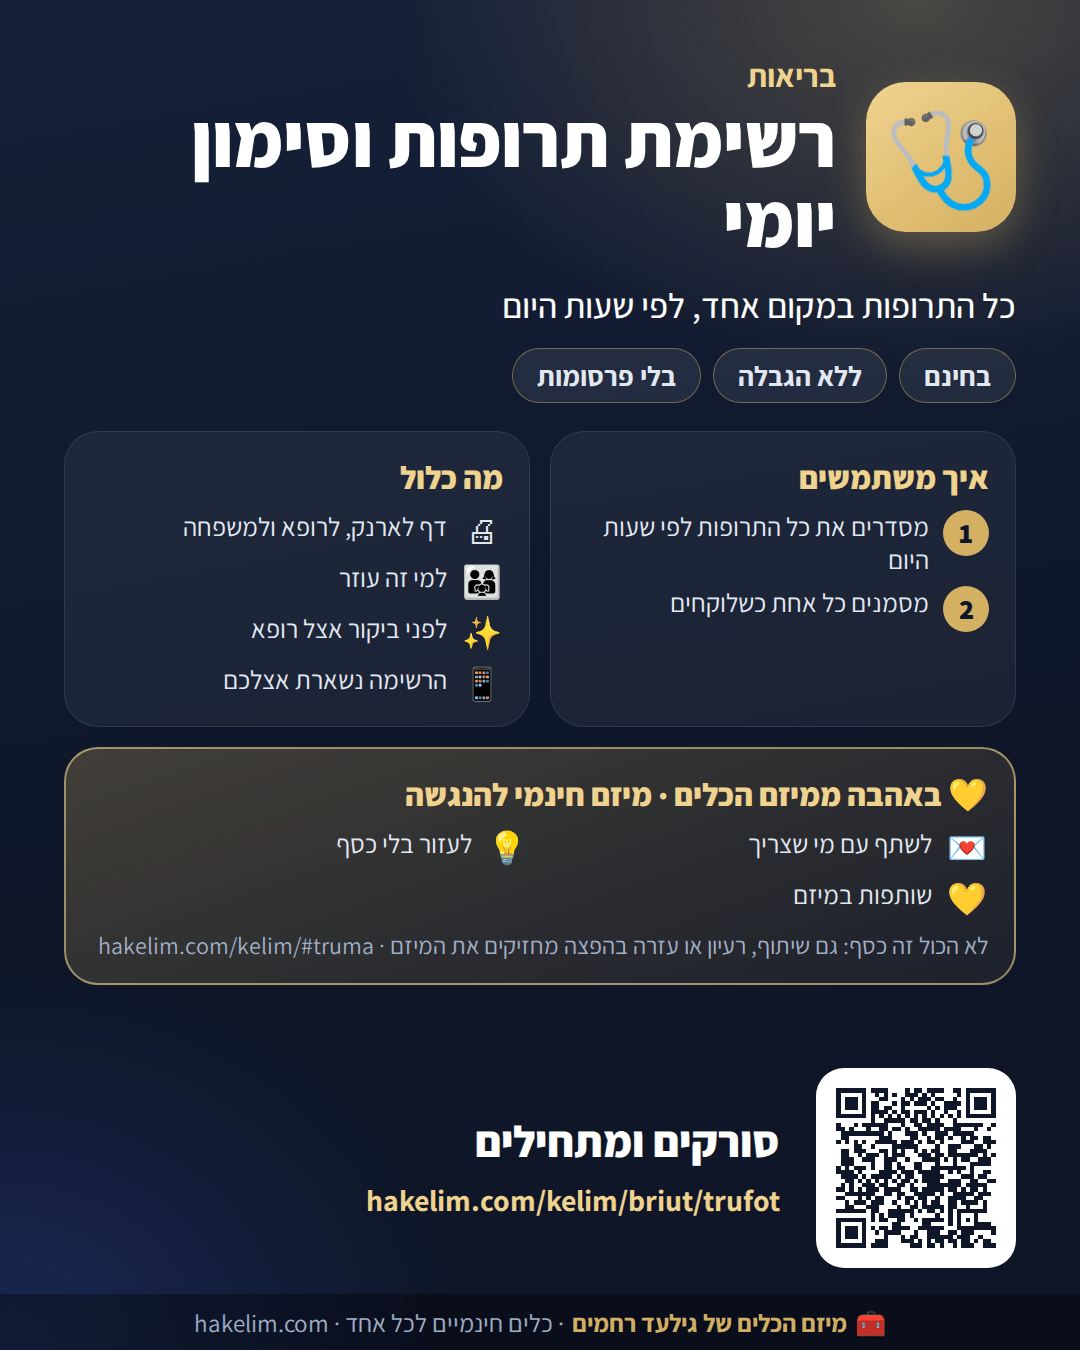 בריאות
רשימת תרופות וסימון
יומי
כל התרופות במקום אחד, לפי שעות היום
בחינם
ללא הגבלה
בלי פרסומות
איך משתמשים
1 מסדרים את כל התרופות לפי שעות
היום
2 מסמנים כל אחת כשלוקחים
מה כלול
דף לארנק, לרופא ולמשפחה
למי זה עוזר
לפני ביקור אצל רופא
הרשימה נשארת אצלכם
באהבה ממיזם הכלים · מיזם חינמי להנגשה
לשתף עם מי שצריך
לעזור בלי כסף
שותפות במיזם
לא הכול זה כסף: גם שיתוף, רעיון או עזרה בהפצה מחזיקים את המיזם · hakelim.com/kelim/#truma
סורקים ומתחילים
hakelim.com/kelim/briut/trufot
מיזם הכלים של גילעד רחמים · כלים חינמיים לכל אחד · hakelim.com